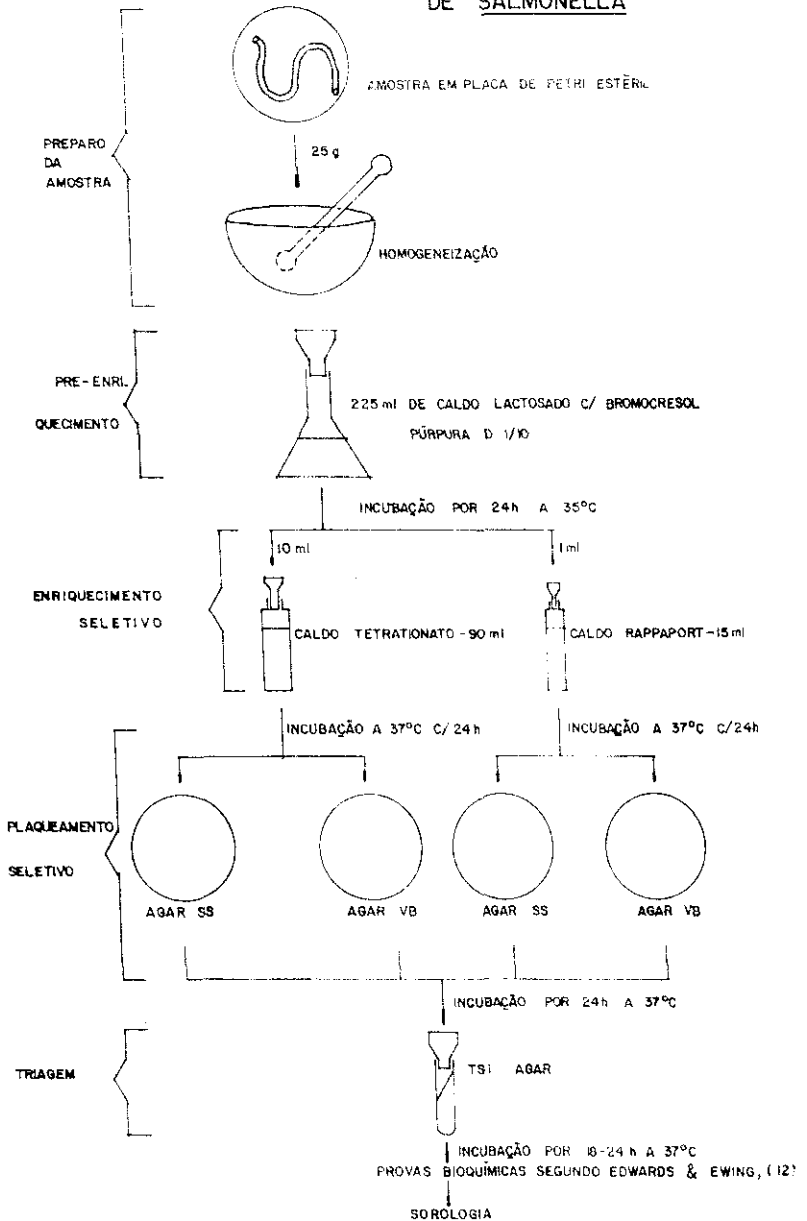 DE SALMONELLA
AMOSTRA EM PLACA DE PETRI ESTÉRIL
PREPARO
DA
AMOSTRA
25 g
HOMOGENEIZAÇÃO
PRE-ENRI.
QUECIMENTO
225 ml DE CALDO LACTOSADO C/ BROMOCRESOL
PÚRPURA D 1/10
INCUBAÇÃO POR 24h A 35°C
10 ml
1 ml
ENRIQUECIMENTO
SELETIVO
CALDO TETRATIONATO - 90 ml
CALDO RAPPAPORT - 15 ml
INCUBAÇÃO A 37°C C/ 24 h
INCUBAÇÃO A 37°C C/24h
PLAQUEAMENTO
SELETIVO
AGAR SS
AGAR VB
AGAR SS
AGAR VB
INCUBAÇÃO POR 24h A 37°C
TRIAGEM
TSI AGAR
INCUBAÇÃO POR 18-24 h A 37°C
PROVAS BIOQUÍMICAS SEGUNDO EDWARDS & EWING, (12)
SOROLOGIA